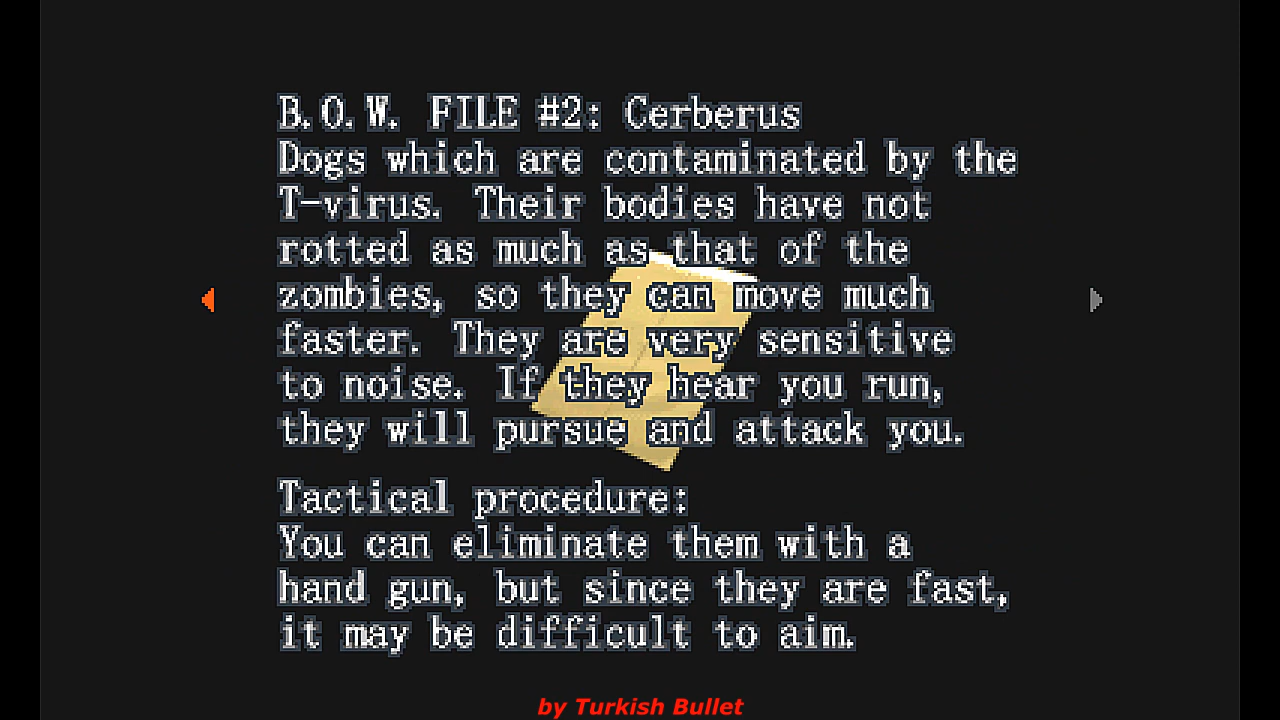 B.O.W. FILE #2: Cerberus
Dogs which are contaminated by the
T-virus. Their bodies have not
rotted as much as that of the
zombies, so they can move much
faster. They are very sensitive
to noise. If they hear you run,
they will pursue and attack you.
Tactical procedure:
You can eliminate them with a
hand gun, but since they are fast,
it may be difficult to aim.
by Turkish Bullet